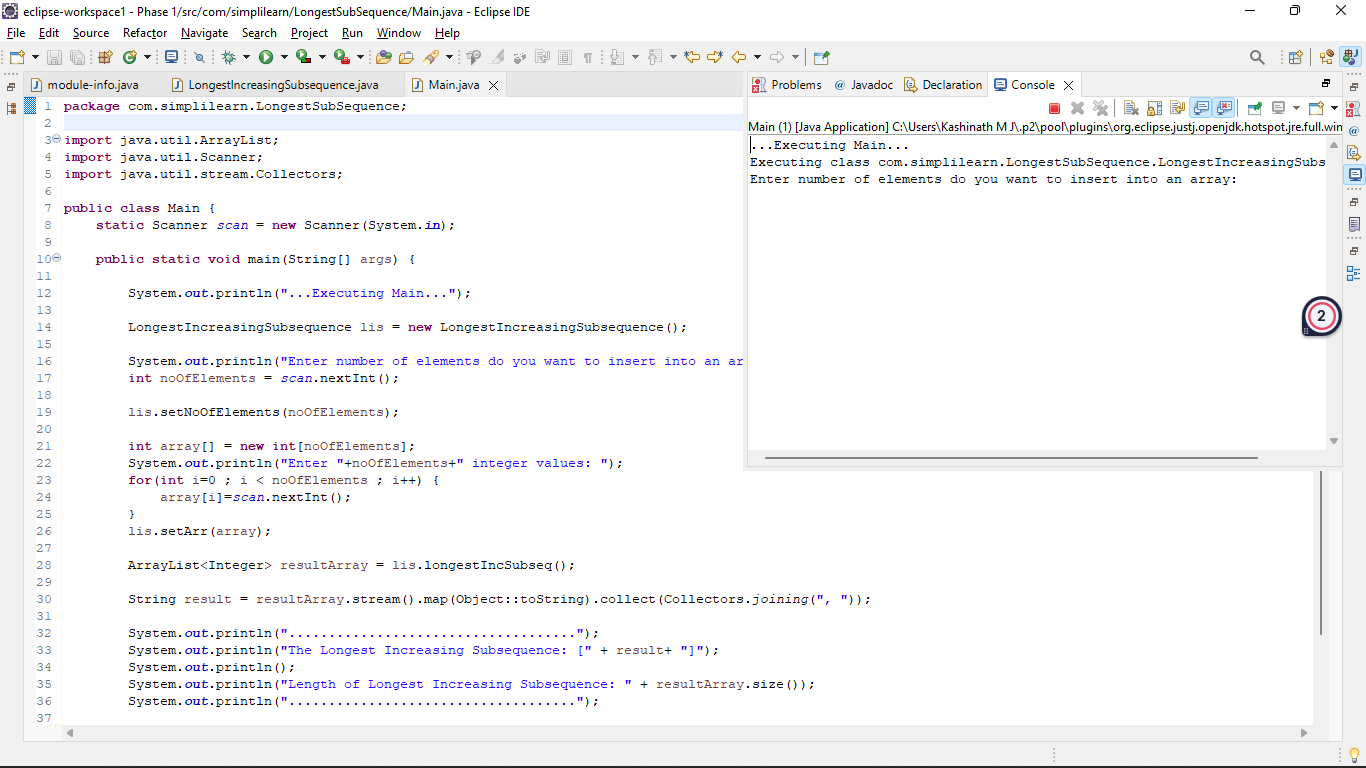 eclipse-workspace1 - Phase 1/src/com/simplilearn/LongestSubSequence/Main.java - Eclipse IDE
File Edit Source Refactor Navigate Search Project Run Window Help
module-info.java LongestIncreasingSubsequence.java Main.java
1 package com.simplilearn.LongestSubSequence;
2
3 import java.util.ArrayList;
4 import java.util.Scanner;
5 import java.util.stream.Collectors;
6
7 public class Main {
8 static Scanner scan = new Scanner(System.in);
9
10 public static void main(String[] args) {
11
12 System.out.println("...Executing Main...");
13
14 LongestIncreasingSubsequence lis = new LongestIncreasingSubsequence();
15
16 System.out.println("Enter number of elements do you want to insert into an ar
17 int noOfElements = scan.nextInt();
18
19 lis.setNoOfElements(noOfElements);
20
21 int array[] = new int[noOfElements];
22 System.out.println("Enter "+noOfElements+" integer values: ");
23 for(int i=0 ; i < noOfElements ; i++) {
24 array[i]=scan.nextInt();
25 }
26 lis.setArr(array);
27
28 ArrayList<Integer> resultArray = lis.longestIncSubseq();
29
30 String result = resultArray.stream().map(Object::toString).collect(Collectors.joining(", "));
31
32 System.out.println("....................................");
33 System.out.println("The Longest Increasing Subsequence: [" + result+ "]");
34 System.out.println();
35 System.out.println("Length of Longest Increasing Subsequence: " + resultArray.size());
36 System.out.println("....................................");
37
Problems @ Javadoc Declaration Console
Main (1) [Java Application] C:\Users\Kashinath M J\.p2\pool\plugins\org.eclipse.justj.openjdk.hotspot.jre.full.win
...Executing Main...
Executing class com.simplilearn.LongestSubSequence.LongestIncreasingSubs
Enter number of elements do you want to insert into an array:
2